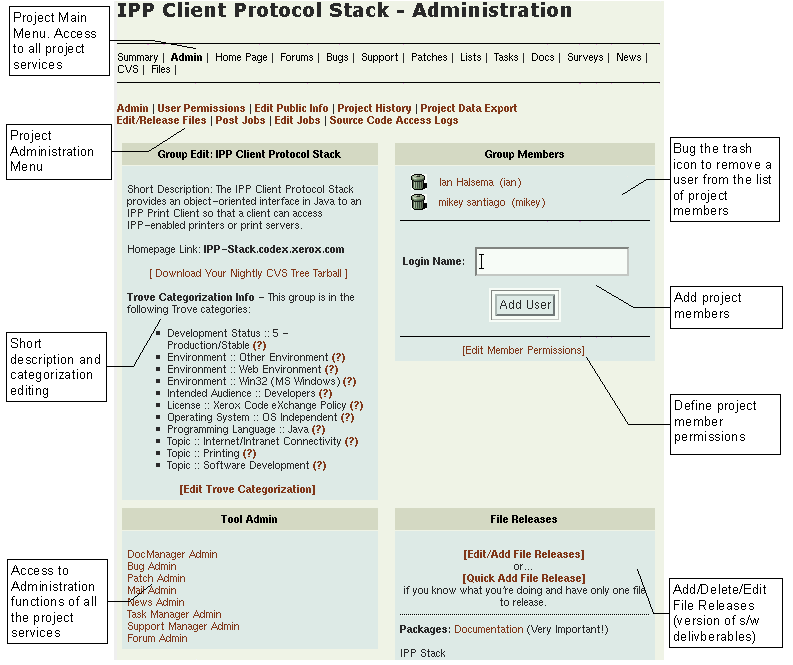 IPP Client Protocol Stack - Administration
Project Main
Menu. Access
to all project
services
Summary | Admin | Home Page | Forums | Bugs | Support | Patches | Lists | Tasks | Docs | Surveys | News |
CVS | Files |
Admin | User Permissions | Edit Public Info | Project History | Project Data Export
Edit/Release Files | Post Jobs | Edit Jobs | Source Code Access Logs
Project
Administration
Menu
Group Edit: IPP Client Protocol Stack
Short Description: The IPP Client Protocol Stack
provides an object-oriented interface in Java to an
IPP Print Client so that a client can access
IPP-enabled printers or print servers.
Homepage Link: IPP-Stack.codex.xerox.com
[ Download Your Nightly CVS Tree Tarball ]
Trove Categorization Info - This group is in the
following Trove categories:
Development Status :: 5 -
Production/Stable (?)
Environment :: Other Environment (?)
Environment :: Web Environment (?)
Environment :: Win32 (MS Windows) (?)
Intended Audience :: Developers (?)
License :: Xerox Code eXchange Policy (?)
Operating System :: OS Independent (?)
Programming Language :: Java (?)
Topic :: Internet/Intranet Connectivity (?)
Topic :: Printing (?)
Topic :: Software Development (?)
[Edit Trove Categorization]
Short
description and
categorization
editing
Group Members
Ian Halsema (ian)
mikey santiago (mikey)
Bug the trash
icon to remove a
user from the list
of project
members
Login Name:
Add User
Add project
members
[Edit Member Permissions]
Define project
member
permissions
Tool Admin
DocManager Admin
Bug Admin
Patch Admin
Mail Admin
News Admin
Task Manager Admin
Support Manager Admin
Forum Admin
Access to
Administration
functions of all
the project
services
File Releases
[Edit/Add File Releases]
or...
[Quick Add File Release]
if you know what you're doing and have only one file
to release.
Packages: Documentation (Very Important!)
IPP Stack
Add/Delete/Edit
File Releases
(version of s/w
delivberables)